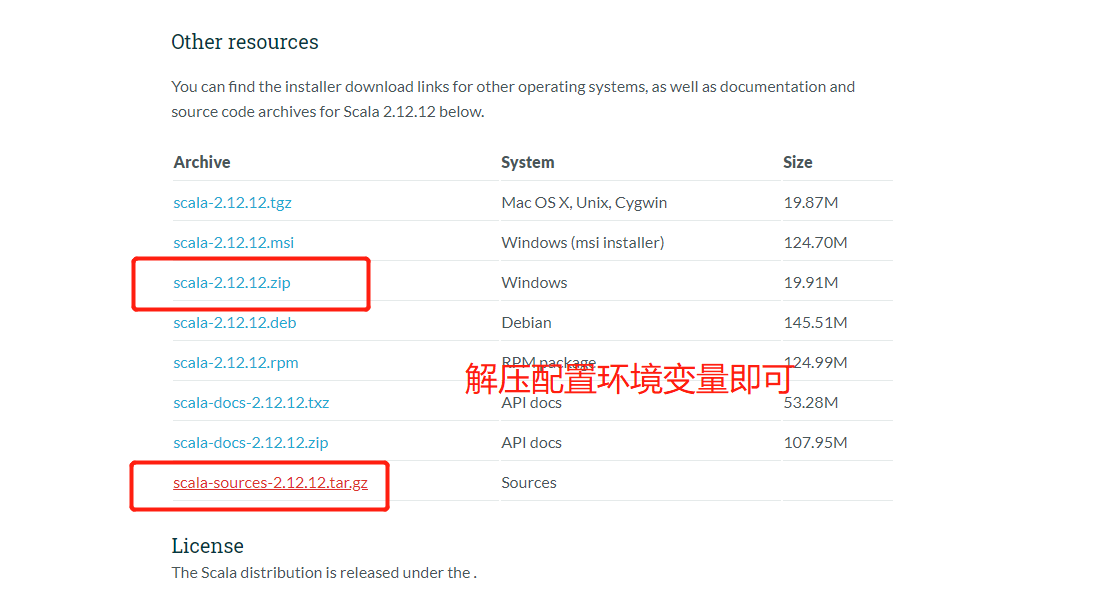 Other resources
You can find the installer download links for other operating systems, as well as documentation and
source code archives for Scala 2.12.12 below.
Archive System Size
scala-2.12.12.tgz Mac OS X, Unix, Cygwin 19.87M
scala-2.12.12.msi Windows (msi installer) 124.70M
scala-2.12.12.zip Windows 19.91M
scala-2.12.12.deb Debian 145.51M
scala-2.12.12.rpm RPM package 124.99M
解压配置环境变量即可
scala-docs-2.12.12.txz API docs 53.28M
scala-docs-2.12.12.zip API docs 107.95M
scala-sources-2.12.12.tar.gz Sources
License
The Scala distribution is released under the .